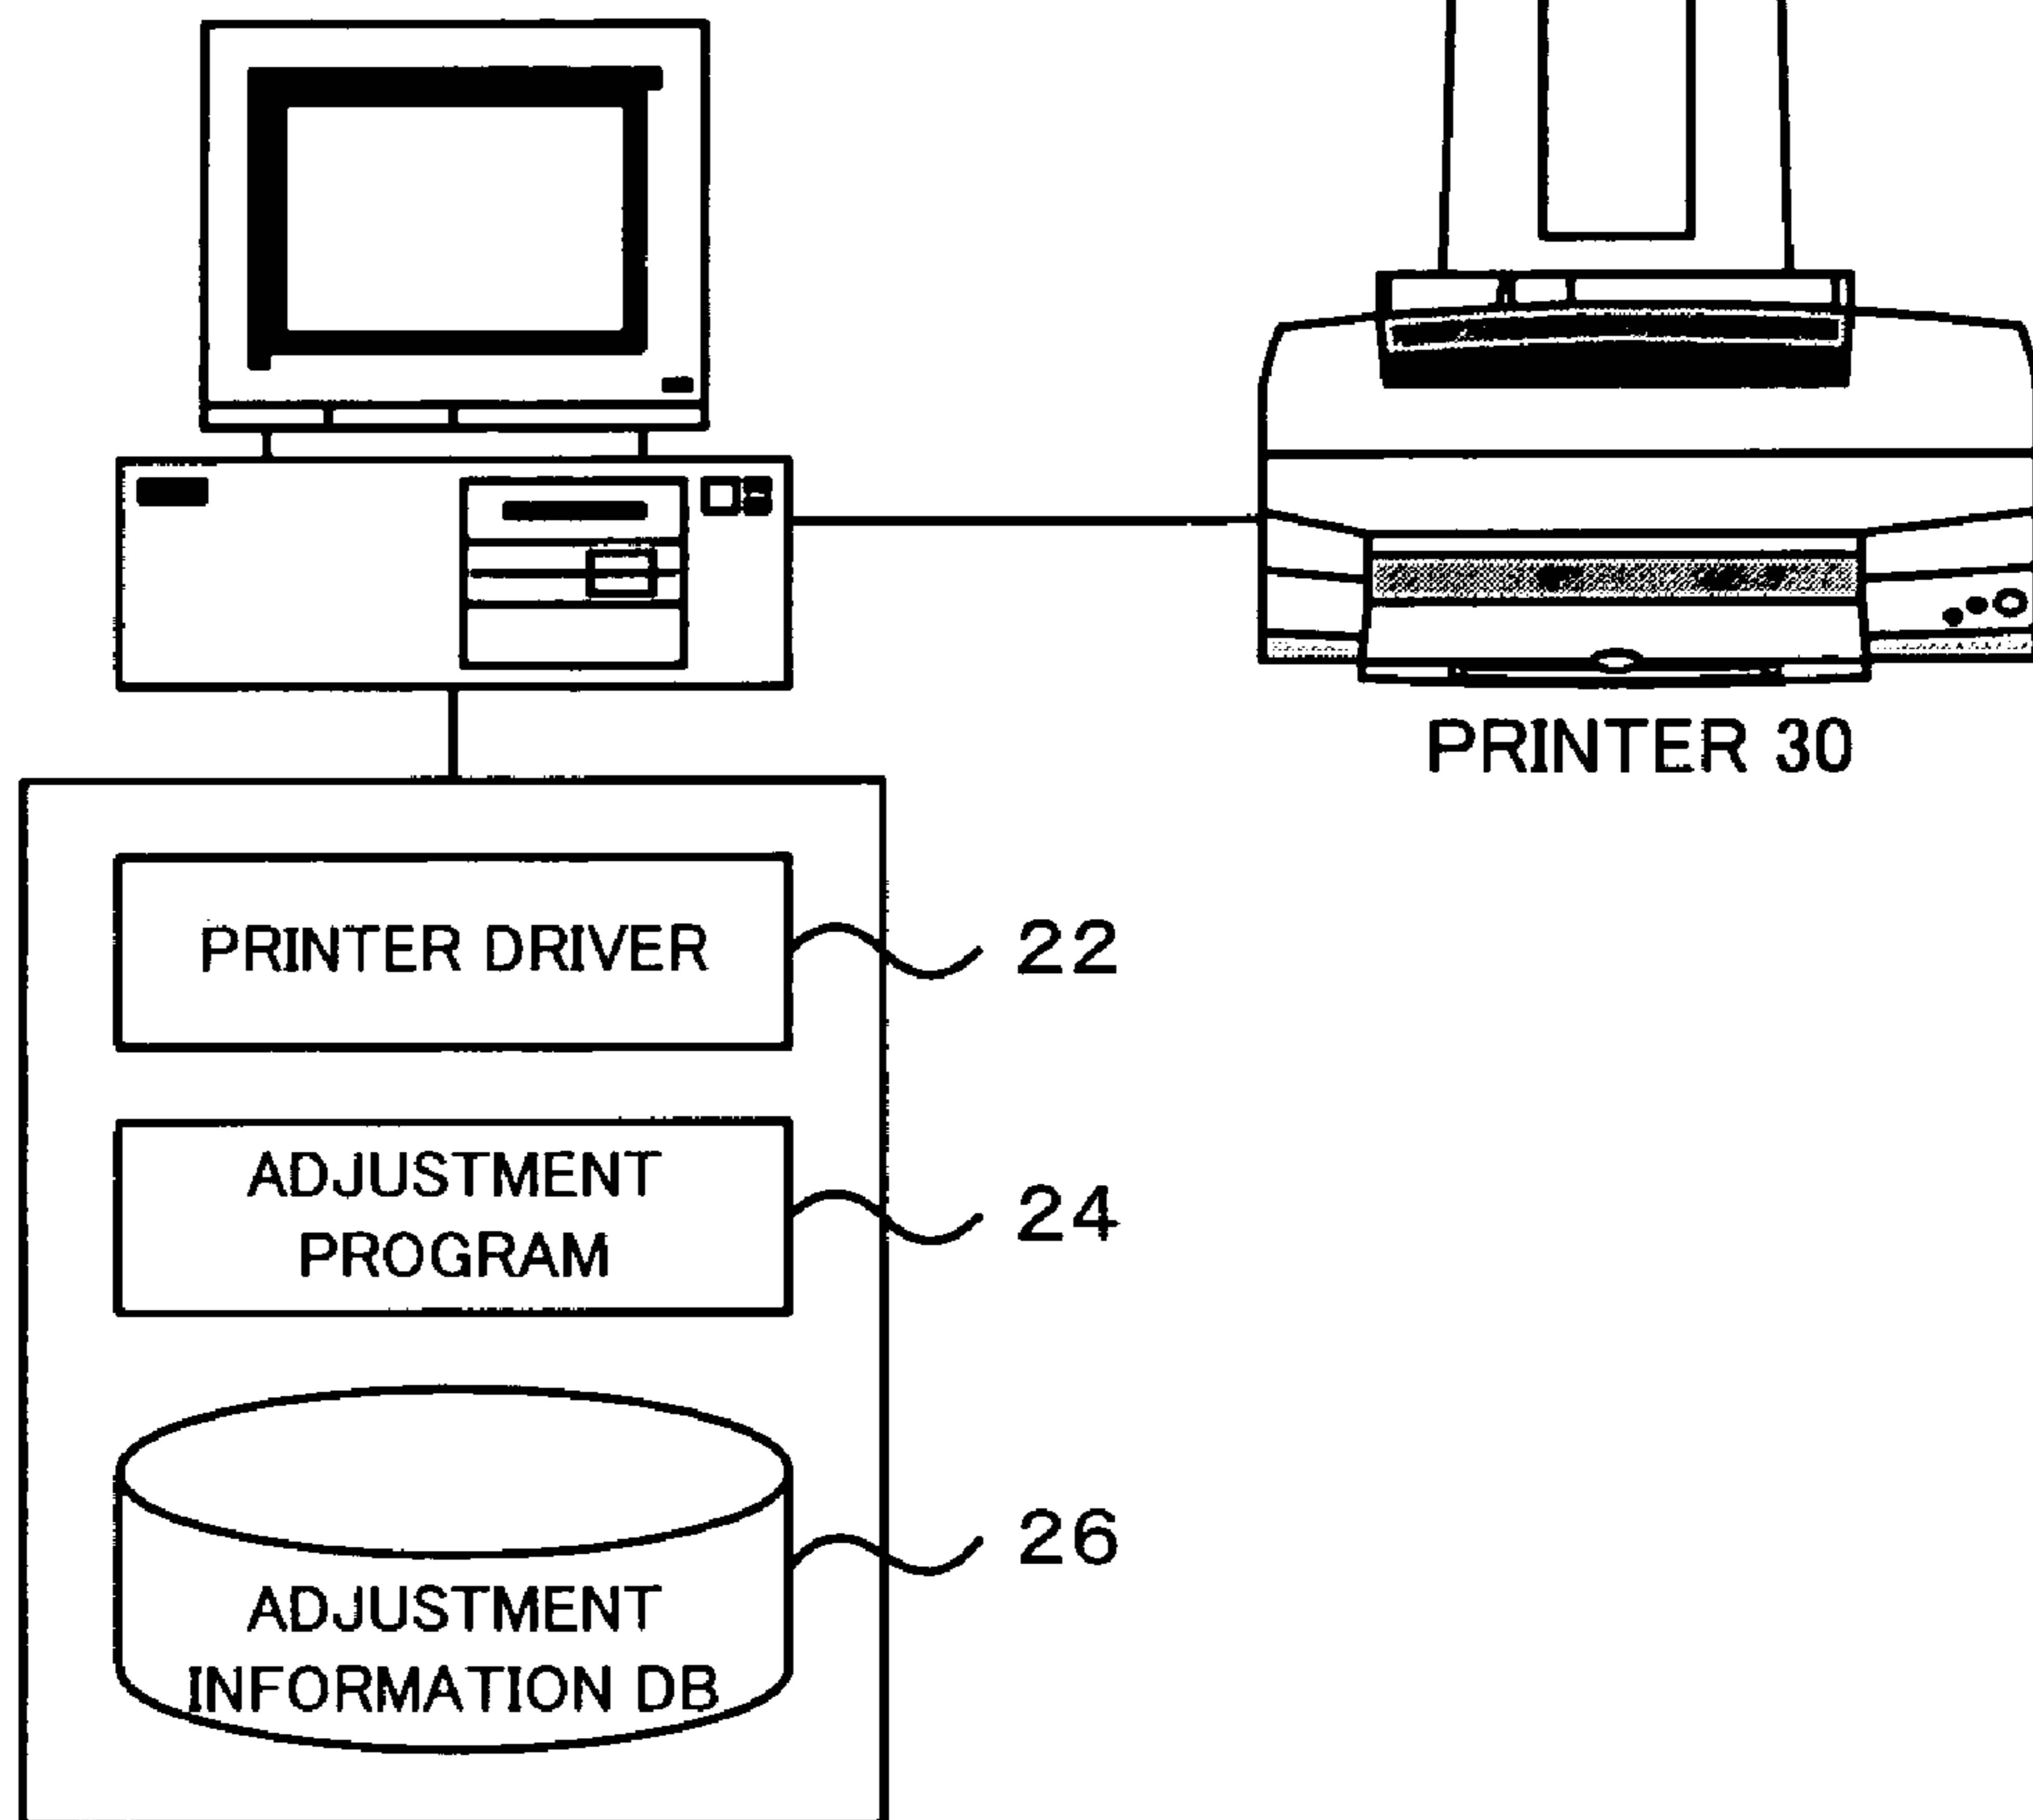 PRINTER 30
PRINTER DRIVER
22
ADJUSTMENT
PROGRAM
24
26
ADJUSTMENT
INFORMATION DB